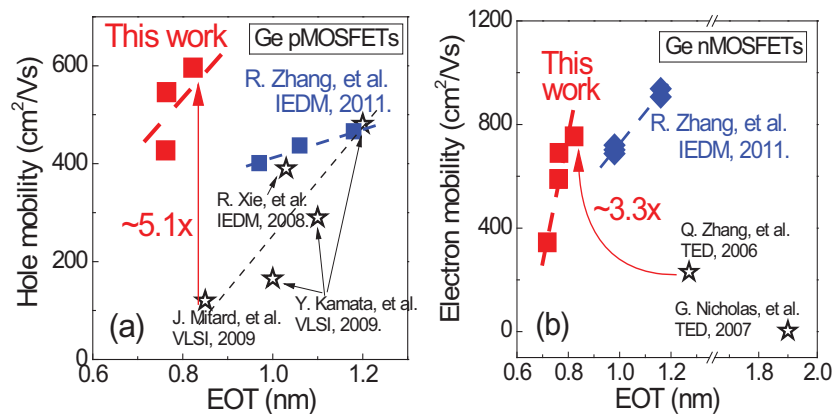 This work
Ge pMOSFETs
R. Zhang, et al.
IEDM, 2011.
R. Xie, et al.
IEDM, 2008.
~5.1x
(a)
J. Mitard, et al.
VLSI, 2009
Y. Kamata, et al.
VLSI, 2009.
Hole mobility (cm²/Vs)
600
400
200
0
0.6 0.8 1.0 1.2
EOT (nm)
(b)
Ge nMOSFETs
This
work
R. Zhang, et al.
IEDM, 2011.
~3.3x
Q. Zhang, et al.
TED, 2006
G. Nicholas, et al.
TED, 2007
Electron mobility (cm²/Vs)
1200
800
400
0
0.6 0.8 1.0 1.2 1.4 1.8 2.0
EOT (nm)